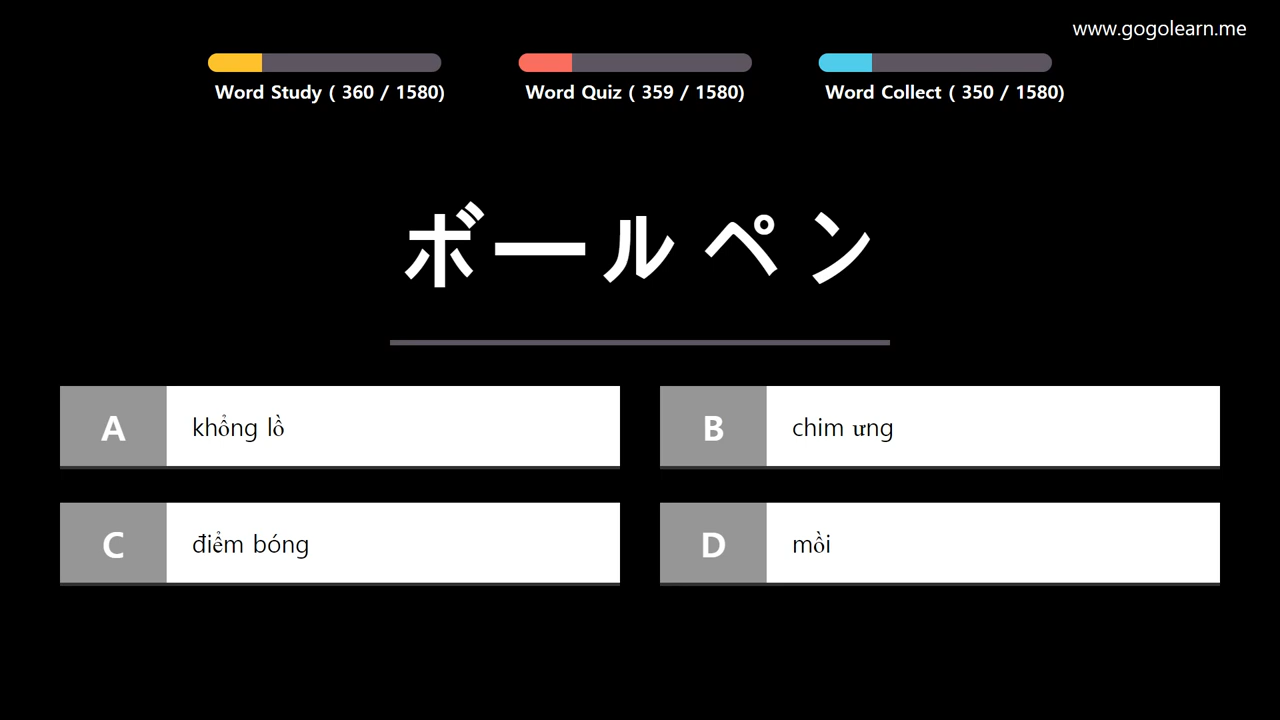 www.gogolearn.me
Word Study ( 360 / 1580)
Word Quiz ( 359 / 1580)
Word Collect ( 350 / 1580)
ボールペン
A khổng lồ
B chim ưng
C điểm bóng
D mồi